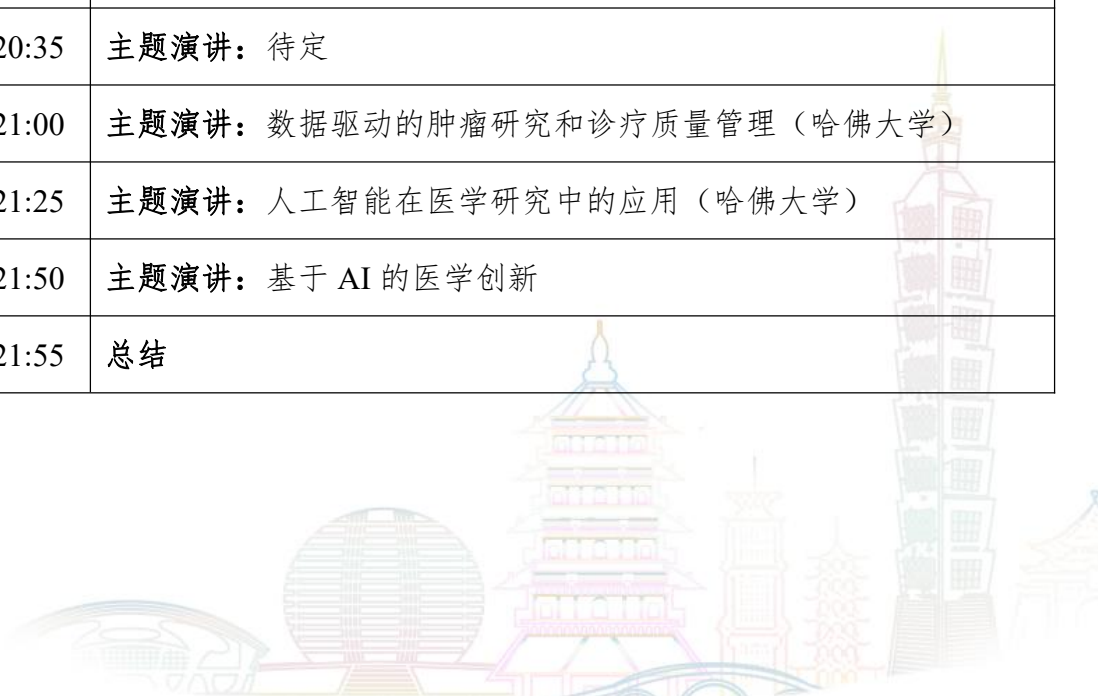 20:35 主题演讲：待定
21:00 主题演讲：数据驱动的肿瘤研究和诊疗质量管理（哈佛大学）
21:25 主题演讲：人工智能在医学研究中的应用（哈佛大学）
21:50 主题演讲：基于 AI 的医学创新
21:55 总结